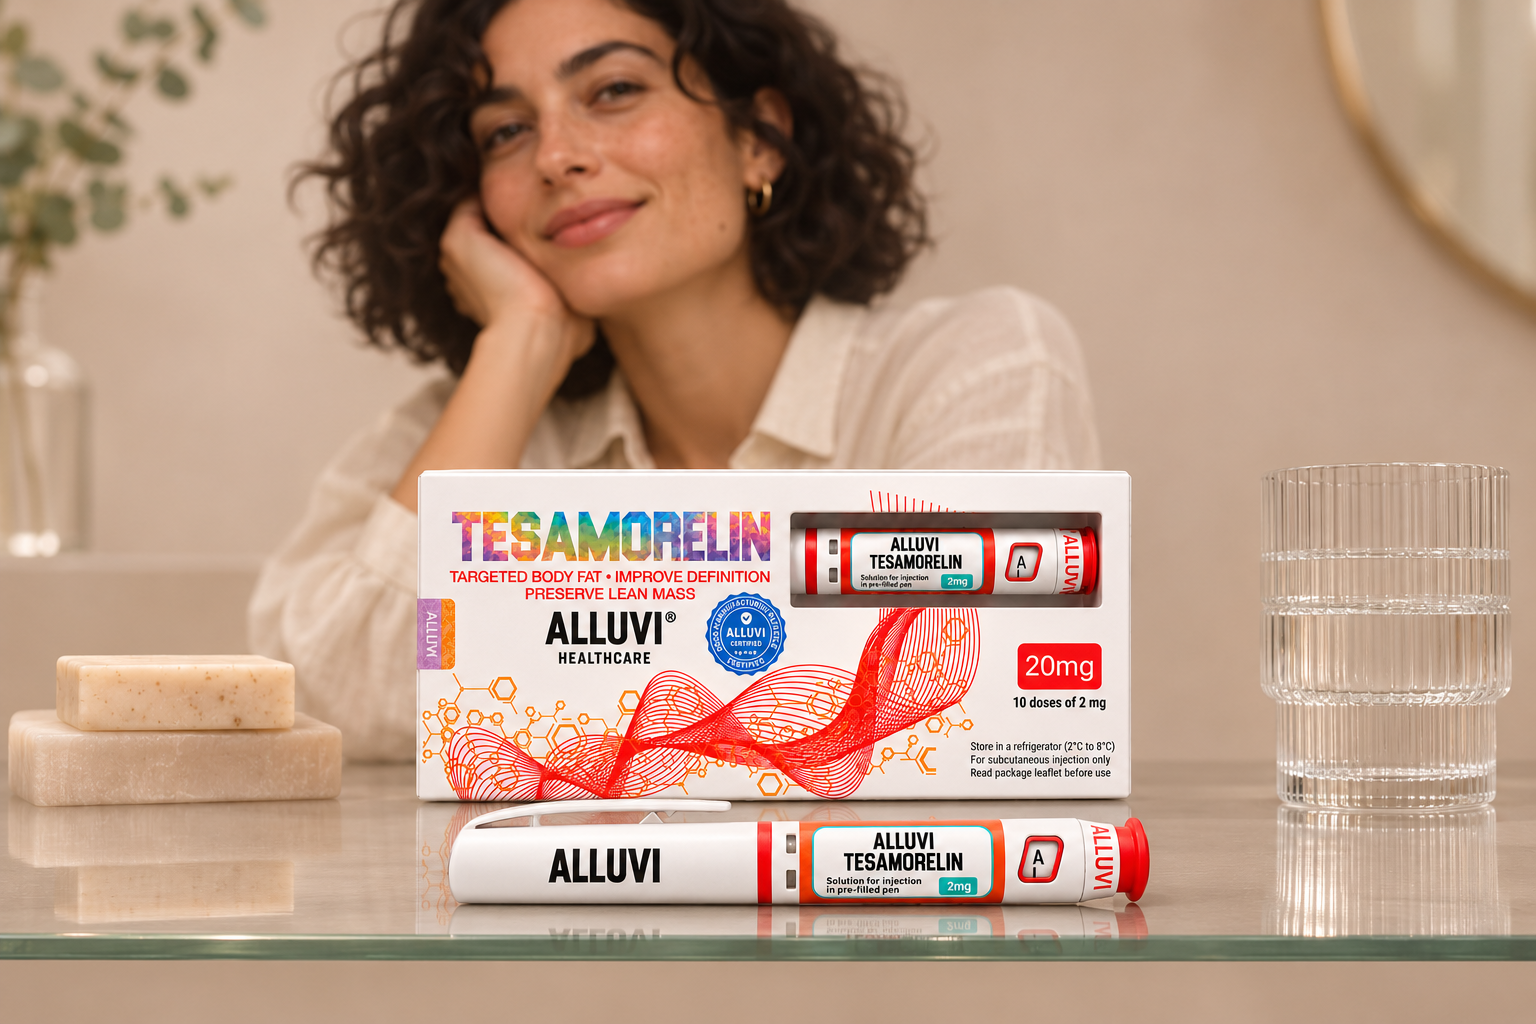 TESAMORELIN
TARGETED BODY FAT • IMPROVE DEFINITION
PRESERVE LEAN MASS
ALLUVI®
HEALTHCARE
ALLUVI
ALLUVI
CERTIFIED
CERTIFIED
ALLUVI
TESAMORELIN
Solution for injection
in pre-filled pen
2mg
A
ALLUVI
20mg
10 doses of 2 mg
Store in a refrigerator (2°C to 8°C)
For subcutaneous injection only
Read package leaflet before use
ALLUVI
ALLUVI
TESAMORELIN
Solution for injection
in pre-filled pen
2mg
A
ALLUVI